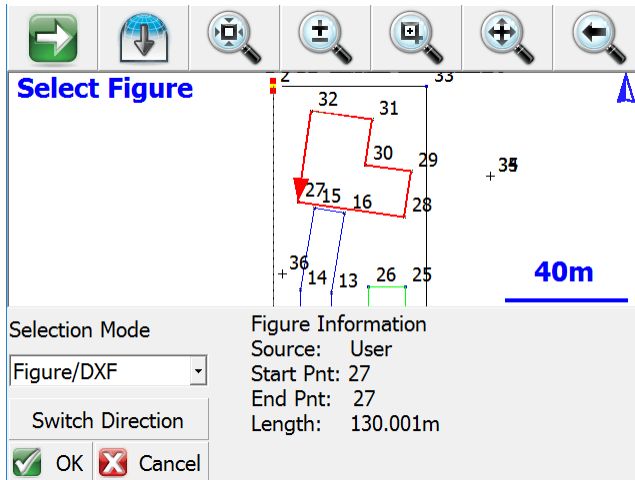 Select Figure
2
33
32
31
30
29
27
15
16
28
36
14
13
26
25
40m
Selection Mode
Figure/DXF
Switch Direction
OK
Cancel
Figure Information
Source: User
Start Pnt: 27
End Pnt: 27
Length: 130.001m